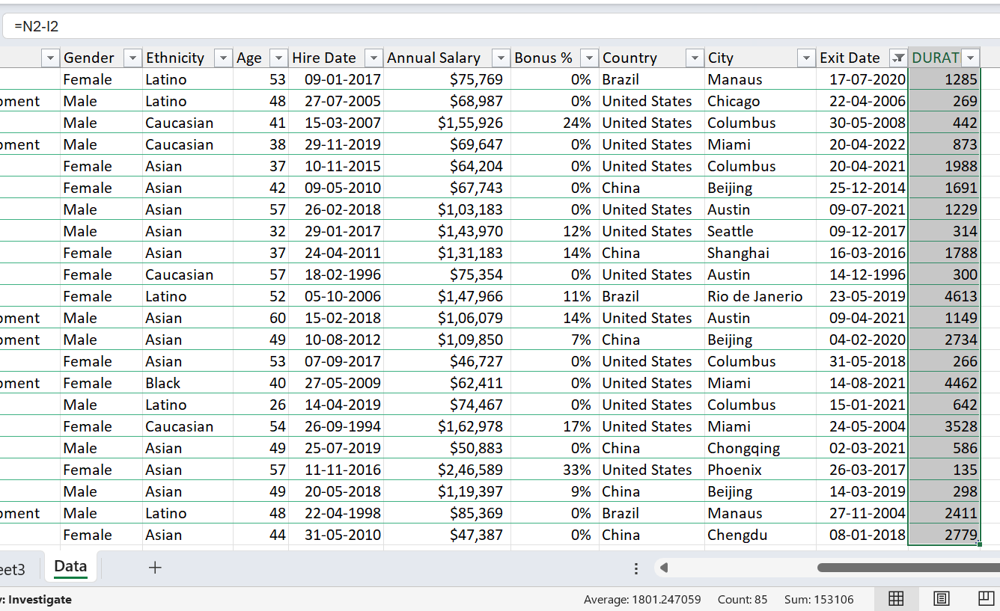 =N2-I2
Gender Ethnicity Age Hire Date Annual Salary Bonus % Country City Exit Date DURAT
Female Latino 53 09-01-2017 $75,769 0% Brazil Manaus 17-07-2020 1285
oment Male Latino 48 27-07-2005 $68,987 0% United States Chicago 22-04-2006 269
Male Caucasian 41 15-03-2007 $1,55,926 24% United States Columbus 30-05-2008 442
oment Male Caucasian 38 29-11-2019 $69,647 0% United States Miami 20-04-2022 873
Female Asian 37 10-11-2015 $64,204 0% United States Columbus 20-04-2021 1988
Female Asian 42 09-05-2010 $67,743 0% China Beijing 25-12-2014 1691
Male Asian 57 26-02-2018 $1,03,183 0% United States Austin 09-07-2021 1229
Male Asian 32 29-01-2017 $1,43,970 12% United States Seattle 09-12-2017 314
Female Asian 37 24-04-2011 $1,31,183 14% China Shanghai 16-03-2016 1788
Female Caucasian 57 18-02-1996 $75,354 0% United States Austin 14-12-1996 300
Female Latino 52 05-10-2006 $1,47,966 11% Brazil Rio de Janerio 23-05-2019 4613
oment Male Asian 60 15-02-2018 $1,06,079 14% United States Austin 09-04-2021 1149
oment Male Asian 49 10-08-2012 $1,09,850 7% China Beijing 04-02-2020 2734
Female Asian 53 07-09-2017 $46,727 0% United States Columbus 31-05-2018 266
oment Female Black 40 27-05-2009 $62,411 0% United States Miami 14-08-2021 4462
Male Latino 26 14-04-2019 $74,467 0% United States Columbus 15-01-2021 642
Female Caucasian 54 26-09-1994 $1,62,978 17% United States Miami 24-05-2004 3528
Male Asian 49 25-07-2019 $50,883 0% China Chongqing 02-03-2021 586
Female Asian 57 11-11-2016 $2,46,589 33% United States Phoenix 26-03-2017 135
Male Asian 49 20-05-2018 $1,19,397 9% China Beijing 14-03-2019 298
oment Male Latino 48 22-04-1998 $85,369 0% Brazil Manaus 27-11-2004 2411
Female Asian 44 31-05-2010 $47,387 0% China Chengdu 08-01-2018 2779
eet3 Data +
y: Investigate Average: 1801.247059 Count: 85 Sum: 153106